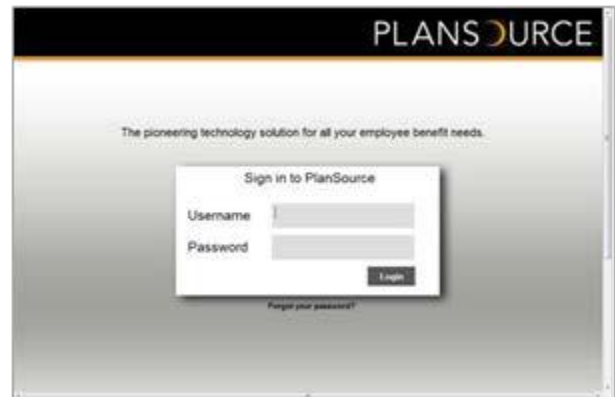 PLANSOURCE
The pioneering technology solution for all your employee benefit needs.
Sign in to PlanSource
Username
Password
Login
Forgot your password?